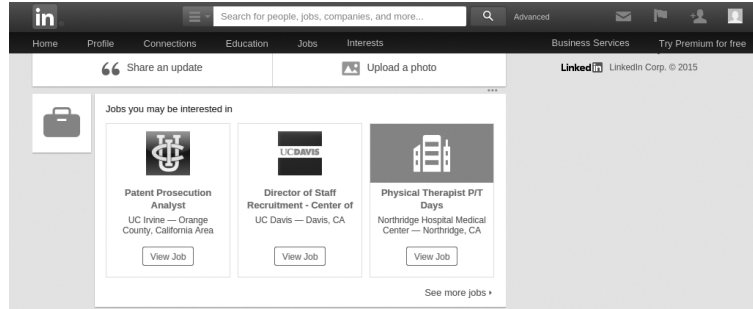 in
Search for people, jobs, companies, and more...
Advanced
Home Profile Connections Education Jobs Interests Business Services Try Premium for free
Share an update
Upload a photo
Linked in LinkedIn Corp. © 2015
Jobs you may be interested in
UC
Patent Prosecution
Analyst
UC Irvine — Orange
County, California Area
View Job
UCDAVIS
Director of Staff
Recruitment - Center of
UC Davis — Davis, CA
View Job
Physical Therapist P/T
Days
Northridge Hospital Medical
Center — Northridge, CA
View Job
See more jobs